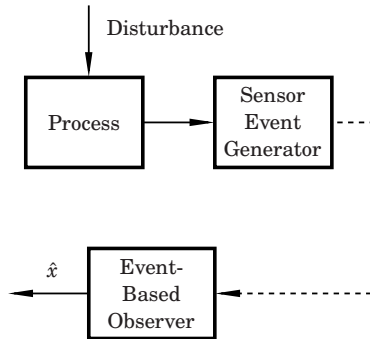 Disturbance
Process
Sensor
Event
Generator
x̂
Event-
Based
Observer